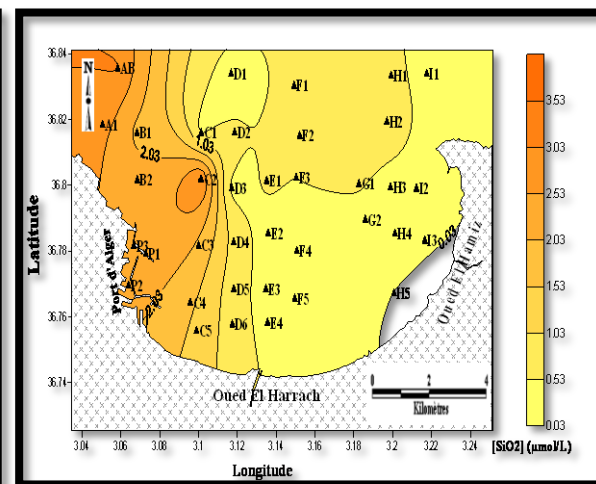 36.84
36.82
36.8
36.78
36.76
36.74
Latitude
N
AB
D1
F1
H1
I1
A1
B1
C1
D2
F2
H2
1.03
2.03
B2
C2
D3
E1
F3
G1
H3
I2
G2
P3
P1
C3
D4
E2
F4
H4
I3
0.03
P2
C4
D5
E3
F5
H5
C5
D6
E4
Port d'Alger
Oued El Hamiz
Oued El Harrach
0 2 4
Kilomètres
3.04 3.06 3.08 3.1 3.12 3.14 3.16 3.18 3.2 3.22 3.24
Longitude
3.53
3.03
2.53
2.03
1.53
1.03
0.53
0.03
[SiO2] (µmol/L)